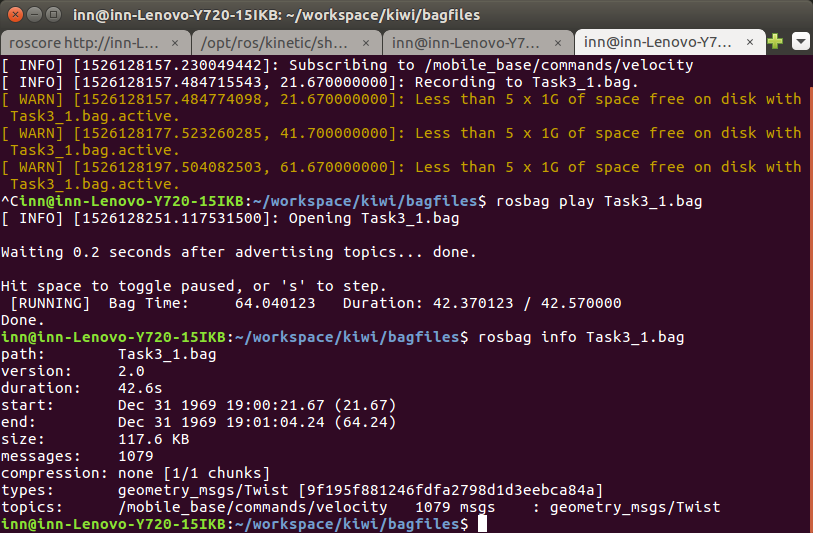 inn@inn-Lenovo-Y720-15IKB: ~/workspace/kiwi/bagfiles
roscore http://inn-L... × /opt/ros/kinetic/sh... × inn@inn-Lenovo-Y7... × inn@inn-Lenovo-Y7... ×
[ INFO] [1526128157.230049442]: Subscribing to /mobile_base/commands/velocity
[ INFO] [1526128157.484715543, 21.670000000]: Recording to Task3_1.bag.
[ WARN] [1526128157.484774098, 21.670000000]: Less than 5 x 1G of space free on disk with
Task3_1.bag.active.
[ WARN] [1526128177.523260285, 41.700000000]: Less than 5 x 1G of space free on disk with
Task3_1.bag.active.
[ WARN] [1526128197.504082503, 61.670000000]: Less than 5 x 1G of space free on disk with
Task3_1.bag.active.
^Cinn@inn-Lenovo-Y720-15IKB:~/workspace/kiwi/bagfiles$ rosbag play Task3_1.bag
[ INFO] [1526128251.117531500]: Opening Task3_1.bag
Waiting 0.2 seconds after advertising topics... done.
Hit space to toggle paused, or 's' to step.
[RUNNING]  Bag Time:     64.040123   Duration: 42.370123 / 42.570000
Done.
inn@inn-Lenovo-Y720-15IKB:~/workspace/kiwi/bagfiles$ rosbag info Task3_1.bag
path:        Task3_1.bag
version:     2.0
duration:    42.6s
start:       Dec 31 1969 19:00:21.67 (21.67)
end:         Dec 31 1969 19:01:04.24 (64.24)
size:        117.6 KB
messages:    1079
compression: none [1/1 chunks]
types:       geometry_msgs/Twist [9f195f881246fdfa2798d1d3eebca84a]
topics:      /mobile_base/commands/velocity   1079 msgs    : geometry_msgs/Twist
inn@inn-Lenovo-Y720-15IKB:~/workspace/kiwi/bagfiles$